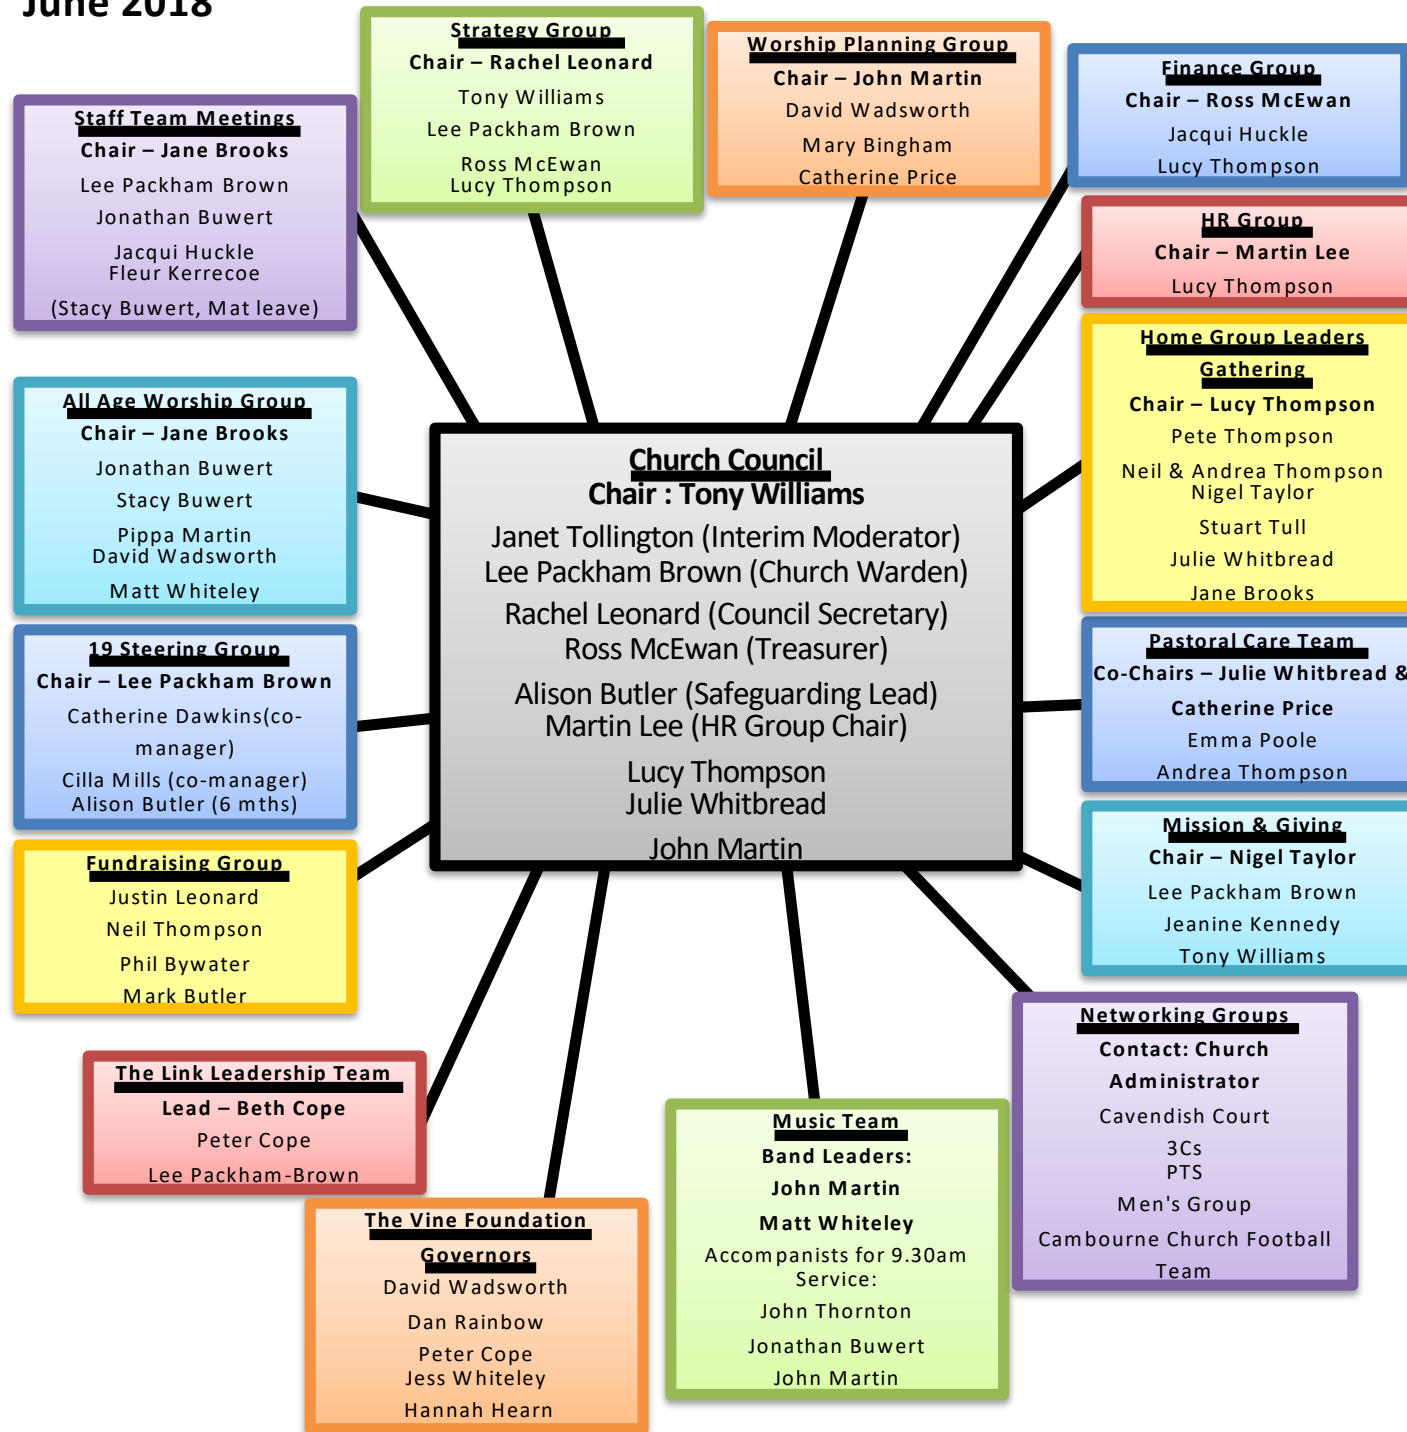 June 2018
Strategy Group
Chair – Rachel Leonard
Tony Williams
Lee Packham Brown
Ross McEwan
Lucy Thompson
Worship Planning Group
Chair – John Martin
David Wadsworth
Mary Bingham
Catherine Price
Finance Group
Chair – Ross McEwan
Jacqui Huckle
Lucy Thompson
Staff Team Meetings
Chair – Jane Brooks
Lee Packham Brown
Jonathan Buwert
Jacqui Huckle
Fleur Kerrecoe
(Stacy Buwert, Mat leave)
HR Group
Chair – Martin Lee
Lucy Thompson
Home Group Leaders
Gathering
Chair – Lucy Thompson
Pete Thompson
Neil & Andrea Thompson
Nigel Taylor
Stuart Tull
Julie Whitbread
Jane Brooks
All Age Worship Group
Chair – Jane Brooks
Jonathan Buwert
Stacy Buwert
Pippa Martin
David Wadsworth
Matt Whiteley
Church Council
Chair : Tony Williams
Janet Tollington (Interim Moderator)
Lee Packham Brown (Church Warden)
Rachel Leonard (Council Secretary)
Ross McEwan (Treasurer)
Alison Butler (Safeguarding Lead)
Martin Lee (HR Group Chair)
Lucy Thompson
Julie Whitbread
John Martin
19 Steering Group
Chair – Lee Packham Brown
Catherine Dawkins(co-
manager)
Cilla Mills (co-manager)
Alison Butler (6 mths)
Pastoral Care Team
Co-Chairs – Julie Whitbread &
Catherine Price
Emma Poole
Andrea Thompson
Mission & Giving
Chair – Nigel Taylor
Lee Packham Brown
Jeanine Kennedy
Tony Williams
Fundraising Group
Justin Leonard
Neil Thompson
Phil Bywater
Mark Butler
Networking Groups
Contact: Church
Administrator
Cavendish Court
3Cs
PTS
Men's Group
Cambourne Church Football
Team
The Link Leadership Team
Lead – Beth Cope
Peter Cope
Lee Packham-Brown
Music Team
Band Leaders:
John Martin
Matt Whiteley
Accompanists for 9.30am
Service:
John Thornton
Jonathan Buwert
John Martin
The Vine Foundation
Governors
David Wadsworth
Dan Rainbow
Peter Cope
Jess Whiteley
Hannah Hearn